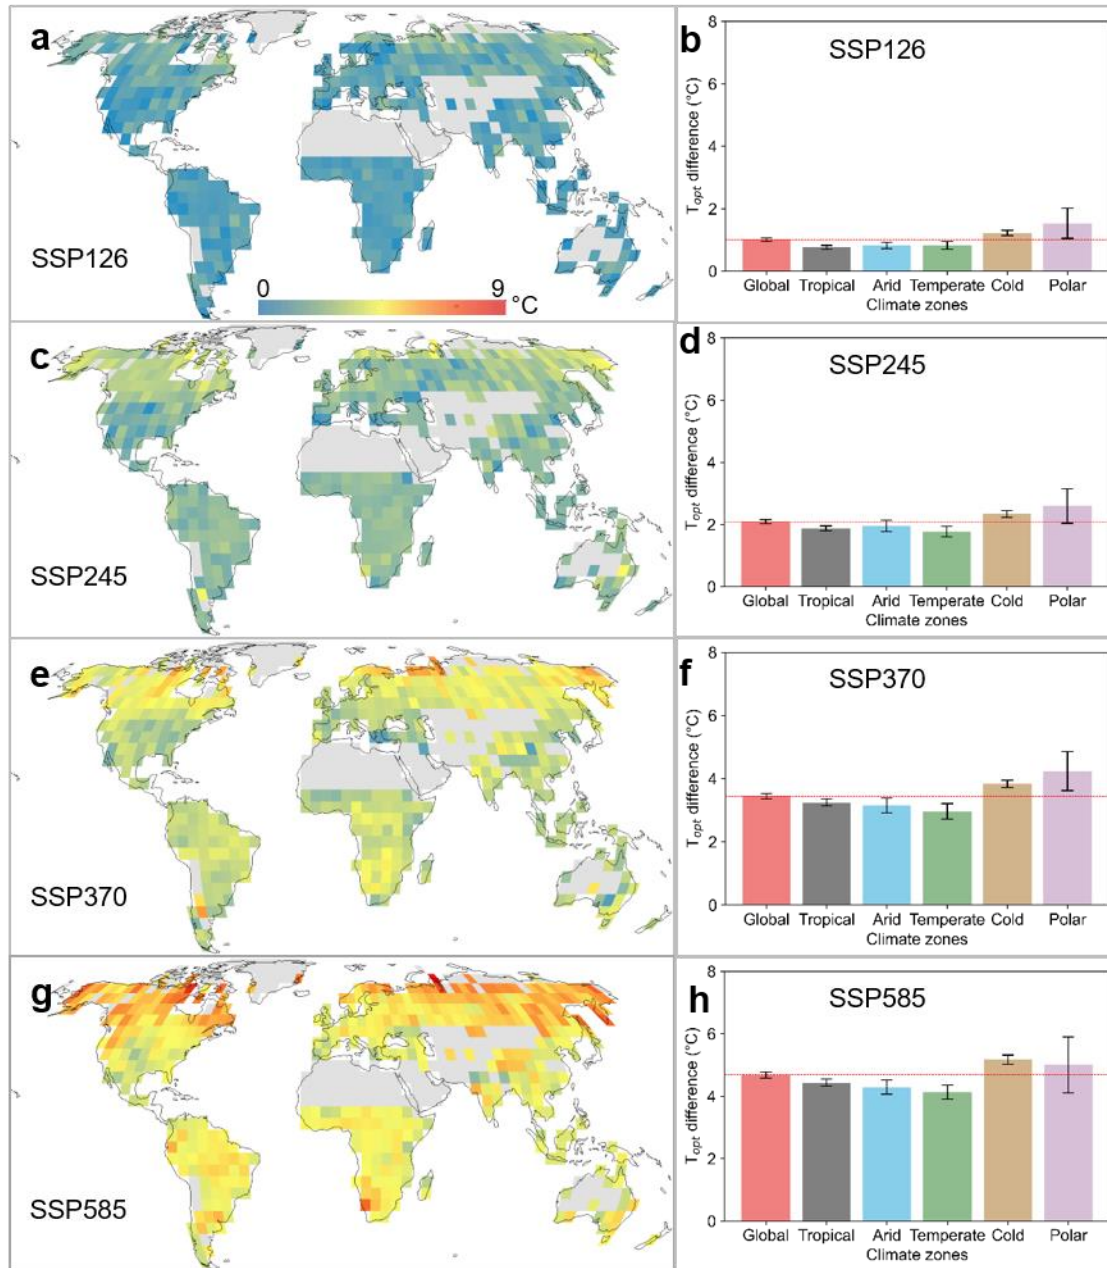 a
SSP126
0 9
°C
b
SSP126
T_opt difference (°C)
8
6
4
2
0
Global Tropical Arid Temperate Cold Polar
Climate zones
c
SSP245
d
SSP245
T_opt difference (°C)
8
6
4
2
0
Global Tropical Arid Temperate Cold Polar
Climate zones
e
SSP370
f
SSP370
T_opt difference (°C)
8
6
4
2
0
Global Tropical Arid Temperate Cold Polar
Climate zones
g
SSP585
h
SSP585
T_opt difference (°C)
8
6
4
2
0
Global Tropical Arid Temperate Cold Polar
Climate zones